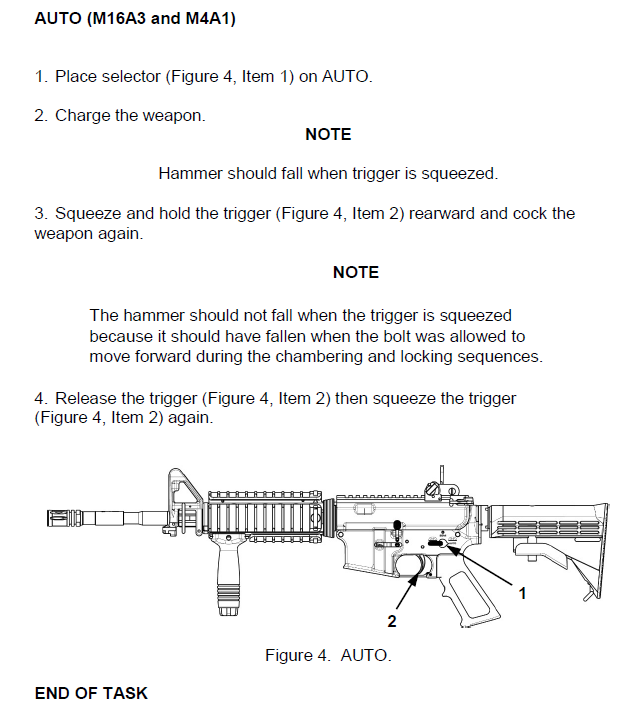 AUTO (M16A3 and M4A1)
1. Place selector (Figure 4, Item 1) on AUTO.
2. Charge the weapon.
NOTE
Hammer should fall when trigger is squeezed.
3. Squeeze and hold the trigger (Figure 4, Item 2) rearward and cock the
weapon again.
NOTE
The hammer should not fall when the trigger is squeezed
because it should have fallen when the bolt was allowed to
move forward during the chambering and locking sequences.
4. Release the trigger (Figure 4, Item 2) then squeeze the trigger
(Figure 4, Item 2) again.
1
2
Figure 4. AUTO.
END OF TASK